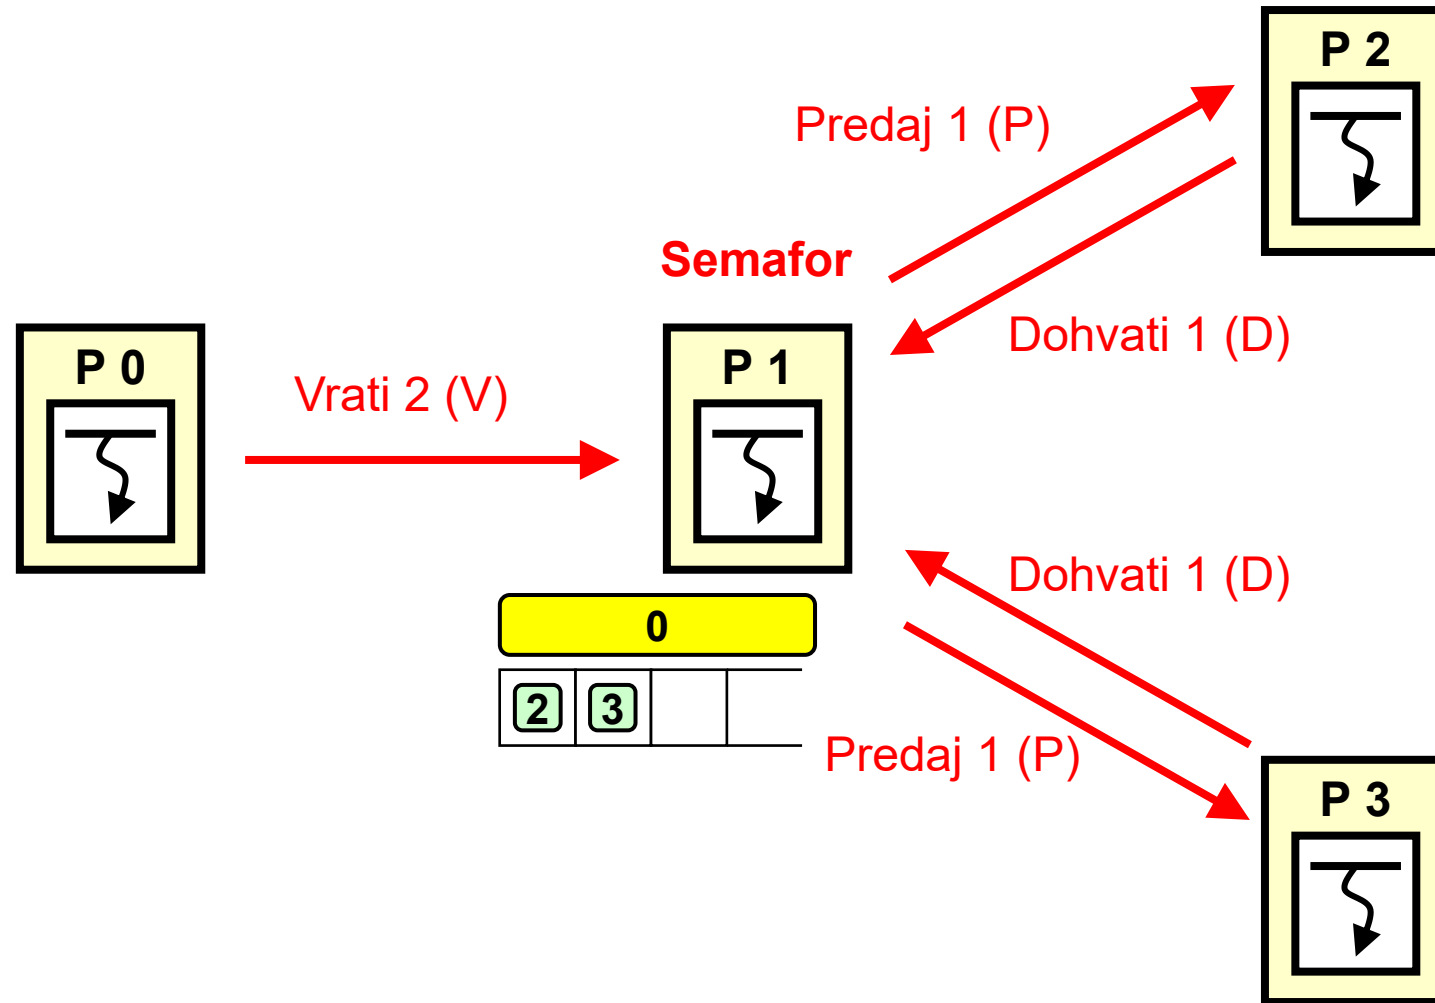 P 2
Predaj 1 (P)
Semafor
Dohvati 1 (D)
P 0
Vrati 2 (V)
P 1
Dohvati 1 (D)
0
2 3
Predaj 1 (P)
P 3